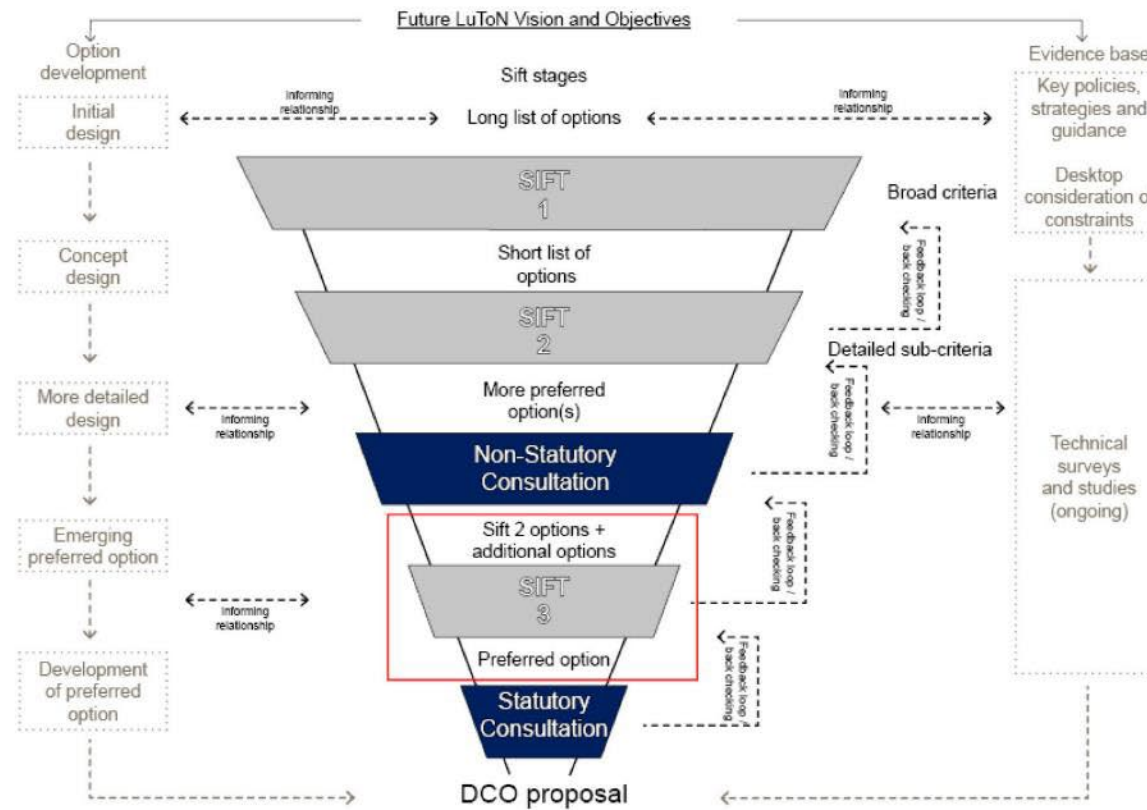 Future LuToN Vision and Objectives
Option
development
Initial
design
Concept
design
More detailed
design
Emerging
preferred option
Development
of preferred
option
Sift stages
Informing
relationship
Long list of options
Informing
relationship
SIFT
1
Short list of
options
SIFT
2
More preferred
option(s)
Informing
relationship
Non-Statutory
Consultation
Sift 2 options +
additional options
SIFT
3
Informing
relationship
Preferred option
Statutory
Consultation
DCO proposal
Broad criteria
Feedback loop /
back checking
Detailed sub-criteria
Feedback loop /
back checking
Informing
relationship
Feedback loop /
back checking
Feedback loop /
back checking
Evidence base
Key policies,
strategies and
guidance
Desktop
consideration o
constraints
Technical
surveys
and studies
(ongoing)